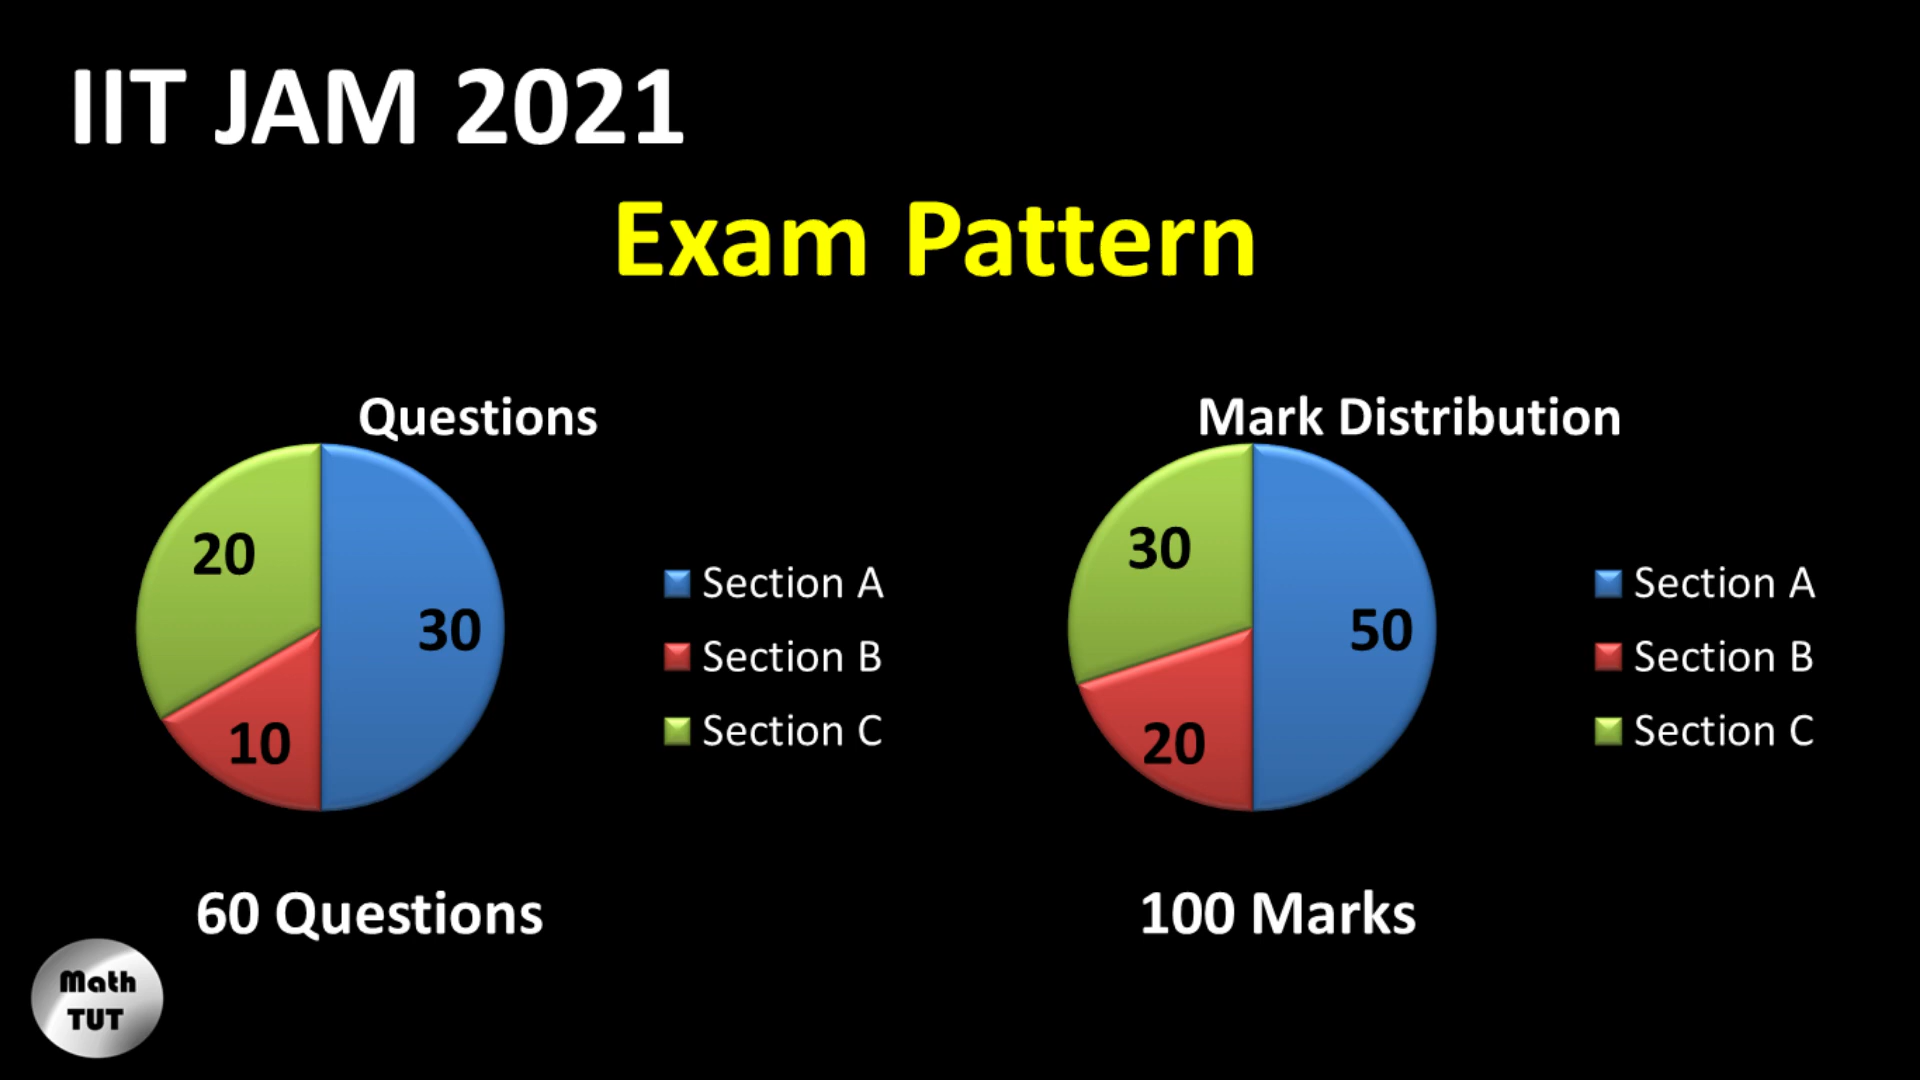 IIT JAM 2021
Exam Pattern
Questions
20
30
10
Section A
Section B
Section C
60 Questions
Mark Distribution
30
50
20
Section A
Section B
Section C
100 Marks
Math
TUT